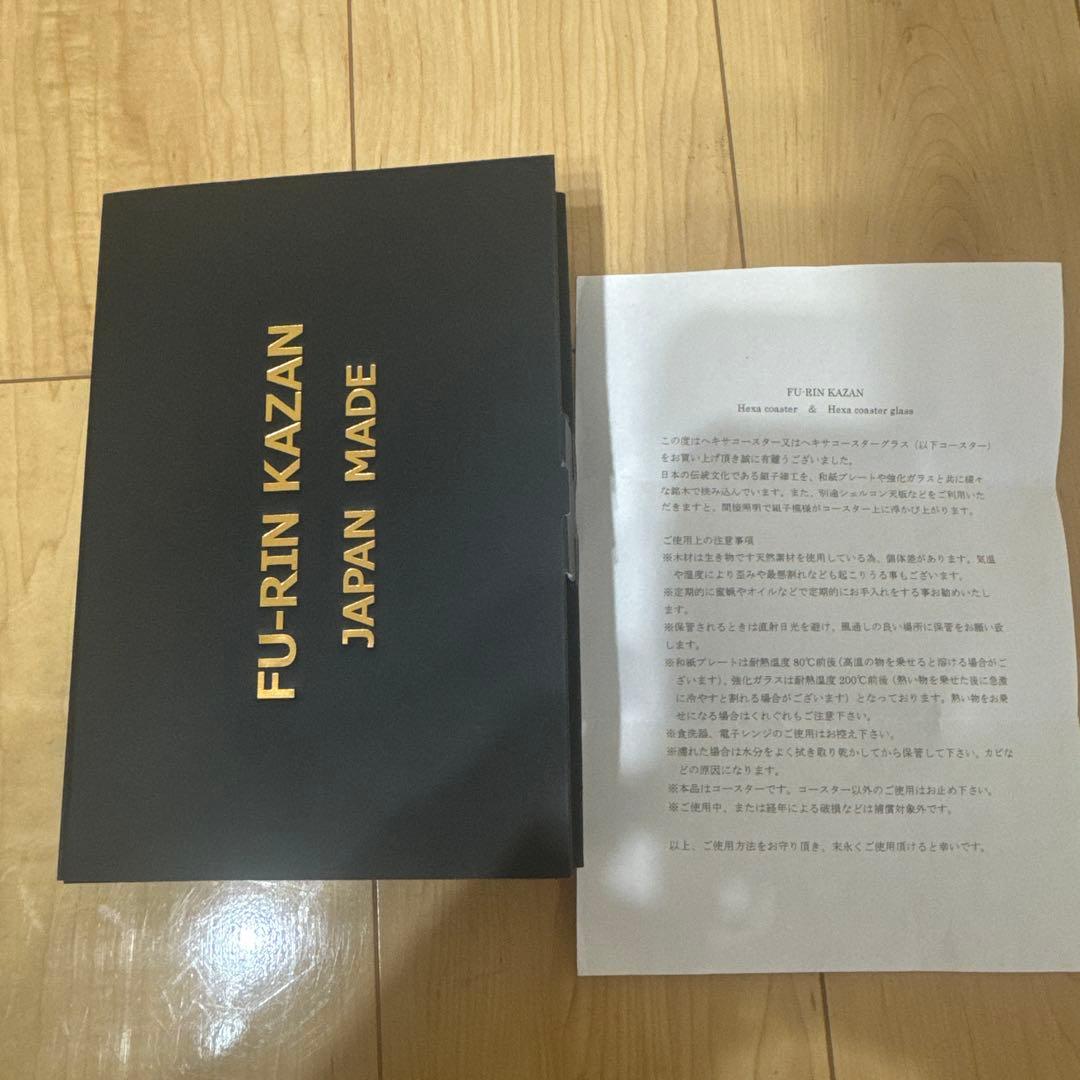 FU-RIN KAZAN
JAPAN MADE
FU-RIN KAZAN
Hexa coaster & Hexa coaster glass
この度はヘキサコースター又はヘキサコースターグラス（以下コースター）
をお買い上げ頂き誠に有難うございました。
日本の伝統文化である組子細工を、和紙プレートや強化ガラスと共に様々
な銘木で挟み込んでいます。また、別途シェルコン天板などをご利用いた
だきますと、間接照明で組子模様がコースター上に浮かび上がります。
ご使用上の注意事項
※木材は生き物です天然素材を使用している為、個体差があります。気温
や湿度により歪みや最悪割れなども起こりうる事もございます。
※定期的に蜜蝋やオイルなどで定期的にお手入れをする事お勧めいたし
ます。
※保管されるときは直射日光を避け、風通しの良い場所に保管をお願い致
します。
※和紙プレートは耐熱温度 80℃前後（高温の物を乗せると溶ける場合がご
ざいます）、強化ガラスは耐熱温度 200℃前後（熱い物を乗せた後に急激
に冷やすと割れる場合がございます）となっております。熱い物をお乗
せになる場合はくれぐれもご注意下さい。
※食洗器、電子レンジのご使用はお控え下さい。
※濡れた場合は水分をよく拭き取り乾かしてから保管して下さい。カビな
どの原因になります。
※本品はコースターです。コースター以外のご使用はお止め下さい。
※ご使用中、または経年による破損などは補償対象外です。
以上、ご使用方法をお守り頂き、末永くご使用頂けると幸いです。